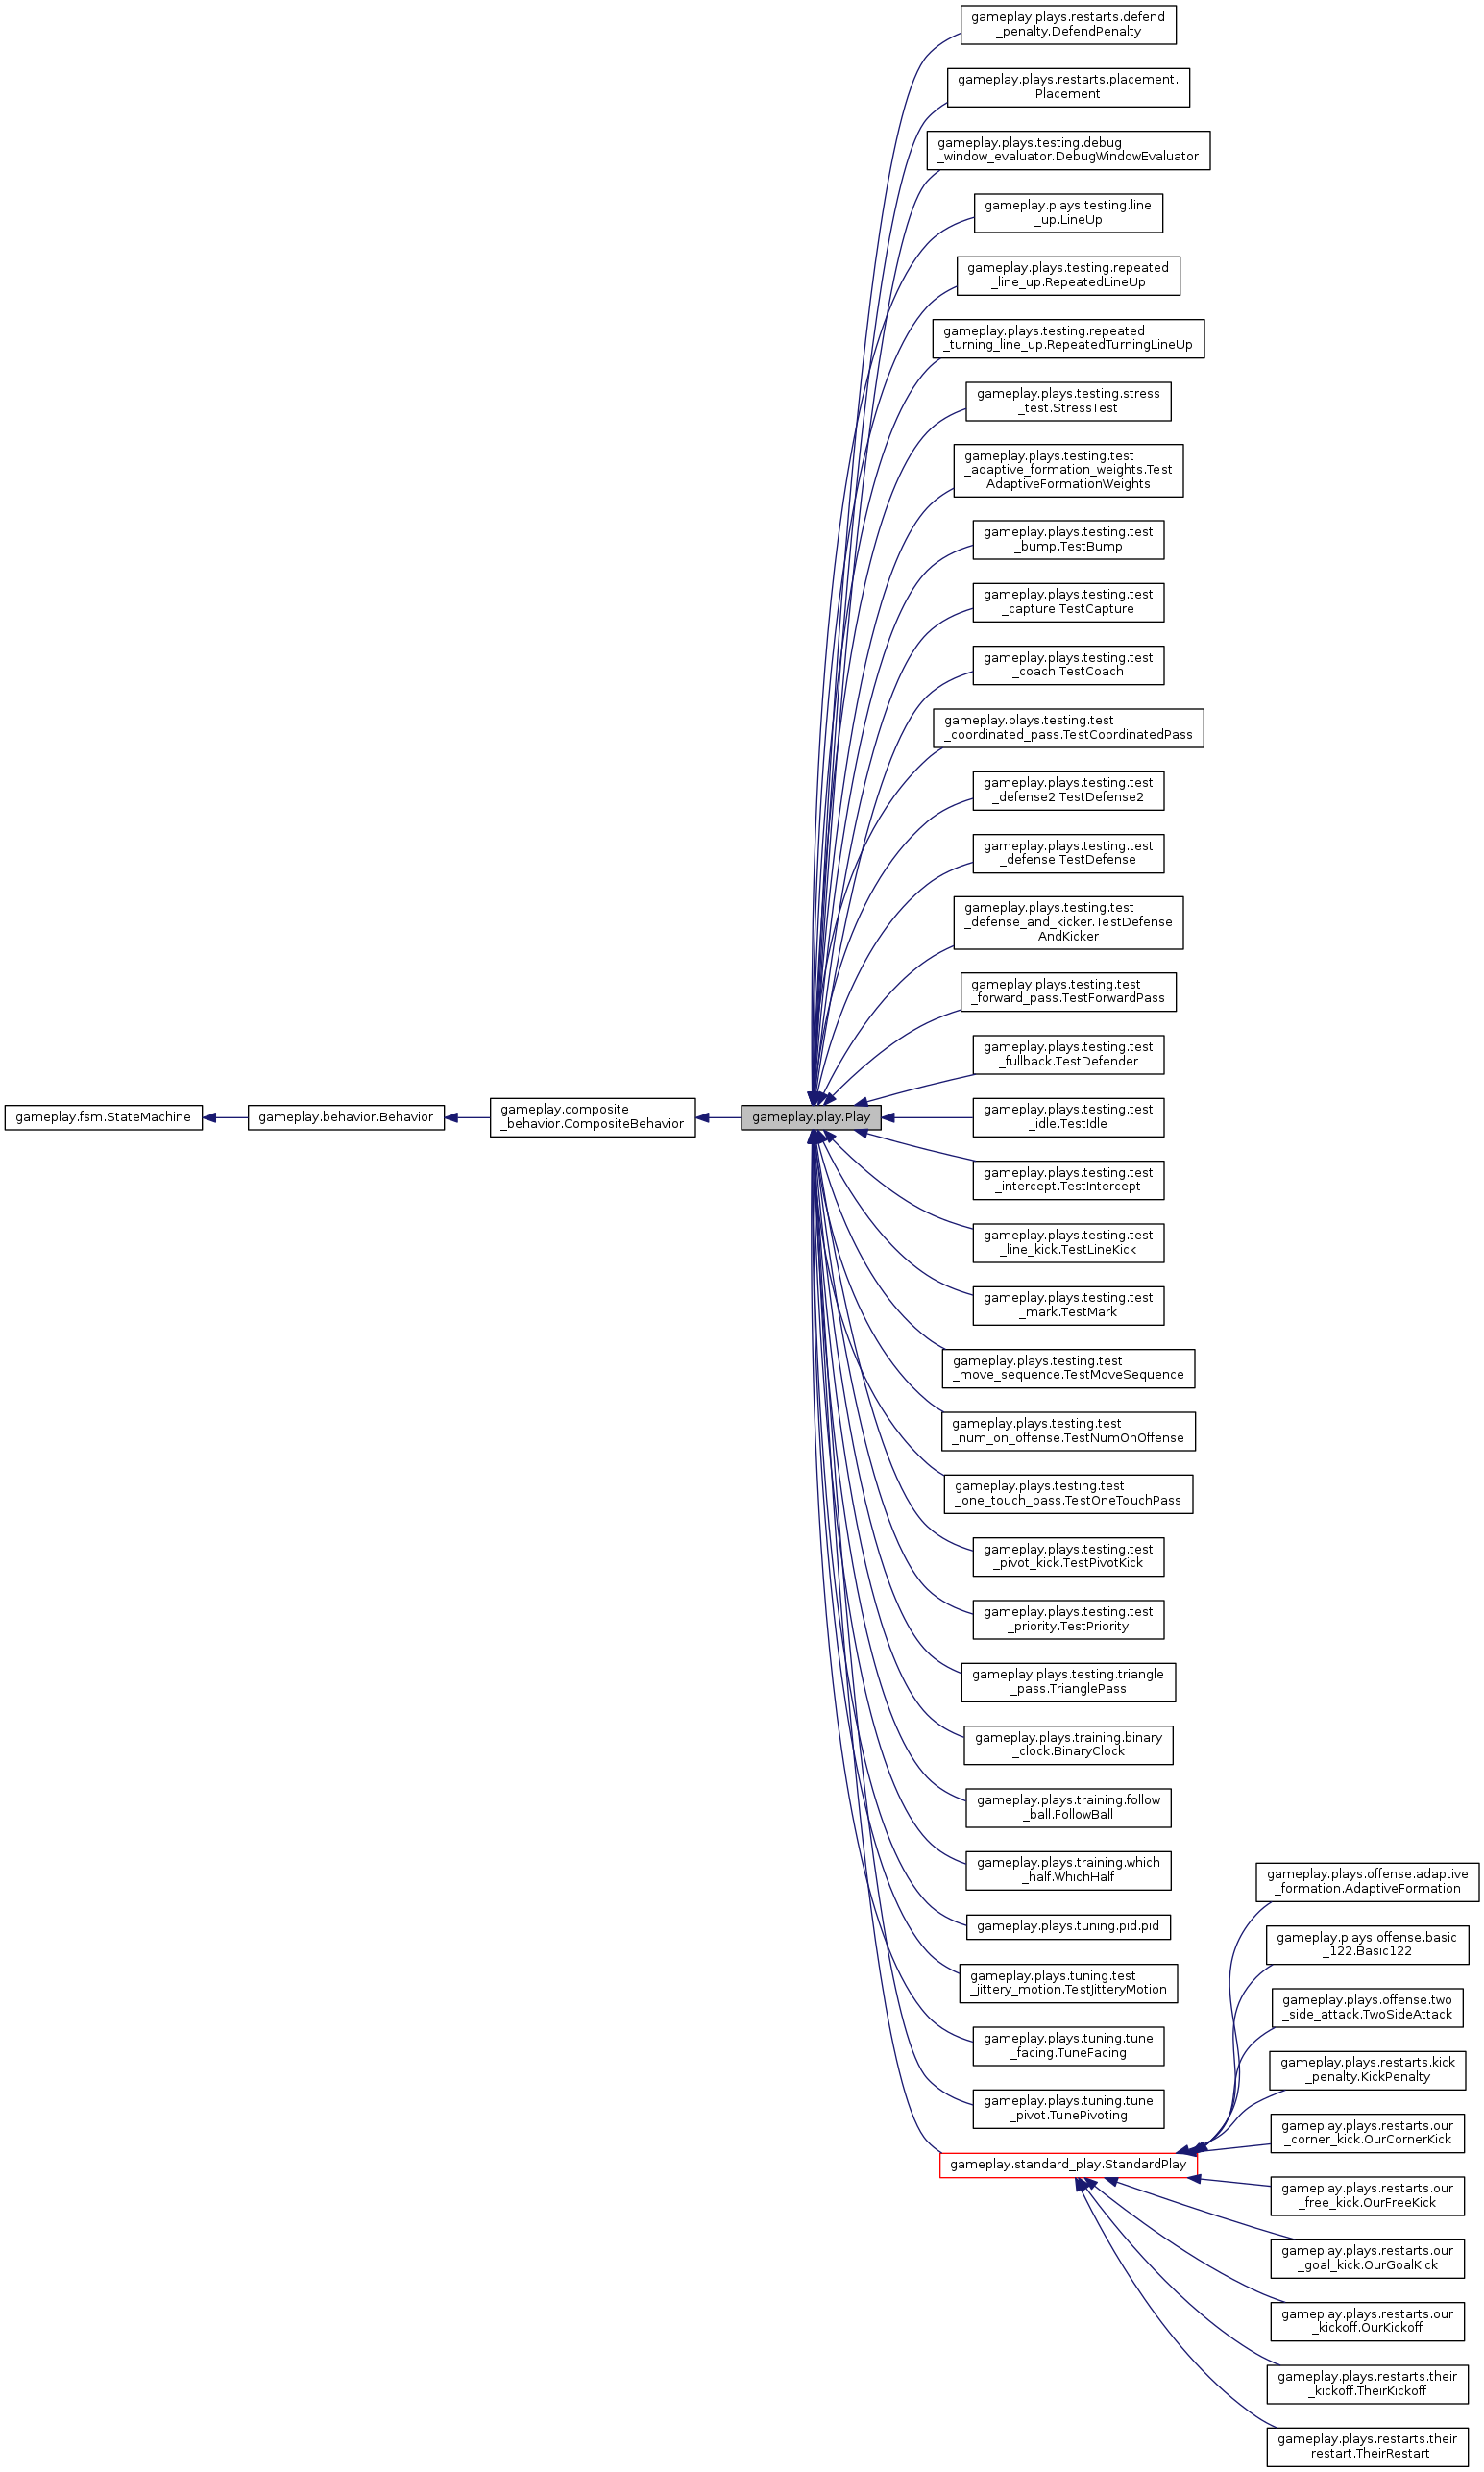 gameplay.plays.restarts.defend
_penalty.DefendPenalty
gameplay.plays.restarts.placement.
Placement
gameplay.plays.testing.debug
_window_evaluator.DebugWindowEvaluator
gameplay.plays.testing.line
_up.LineUp
gameplay.plays.testing.repeated
_line_up.RepeatedLineUp
gameplay.plays.testing.repeated
_turning_line_up.RepeatedTurningLineUp
gameplay.plays.testing.stress
_test.StressTest
gameplay.plays.testing.test
_adaptive_formation_weights.Test
AdaptiveFormationWeights
gameplay.plays.testing.test
_bump.TestBump
gameplay.plays.testing.test
_capture.TestCapture
gameplay.plays.testing.test
_coach.TestCoach
gameplay.plays.testing.test
_coordinated_pass.TestCoordinatedPass
gameplay.plays.testing.test
_defense2.TestDefense2
gameplay.plays.testing.test
_defense.TestDefense
gameplay.plays.testing.test
_defense_and_kicker.TestDefense
AndKicker
gameplay.plays.testing.test
_forward_pass.TestForwardPass
gameplay.plays.testing.test
_fullback.TestDefender
gameplay.fsm.StateMachine
gameplay.behavior.Behavior
gameplay.composite
_behavior.CompositeBehavior
gameplay.play.Play
gameplay.plays.testing.test
_idle.TestIdle
gameplay.plays.testing.test
_intercept.TestIntercept
gameplay.plays.testing.test
_line_kick.TestLineKick
gameplay.plays.testing.test
_mark.TestMark
gameplay.plays.testing.test
_move_sequence.TestMoveSequence
gameplay.plays.testing.test
_num_on_offense.TestNumOnOffense
gameplay.plays.testing.test
_one_touch_pass.TestOneTouchPass
gameplay.plays.testing.test
_pivot_kick.TestPivotKick
gameplay.plays.testing.test
_priority.TestPriority
gameplay.plays.testing.triangle
_pass.TrianglePass
gameplay.plays.training.binary
_clock.BinaryClock
gameplay.plays.training.follow
_ball.FollowBall
gameplay.plays.training.which
_half.WhichHalf
gameplay.plays.tuning.pid.pid
gameplay.plays.tuning.test
_jittery_motion.TestJitteryMotion
gameplay.plays.tuning.tune
_facing.TuneFacing
gameplay.plays.tuning.tune
_pivot.TunePivoting
gameplay.standard_play.StandardPlay
gameplay.plays.offense.adaptive
_formation.AdaptiveFormation
gameplay.plays.offense.basic
_122.Basic122
gameplay.plays.offense.two
_side_attack.TwoSideAttack
gameplay.plays.restarts.kick
_penalty.KickPenalty
gameplay.plays.restarts.our
_corner_kick.OurCornerKick
gameplay.plays.restarts.our
_free_kick.OurFreeKick
gameplay.plays.restarts.our
_goal_kick.OurGoalKick
gameplay.plays.restarts.our
_kickoff.OurKickoff
gameplay.plays.restarts.their
_kickoff.TheirKickoff
gameplay.plays.restarts.their
_restart.TheirRestart